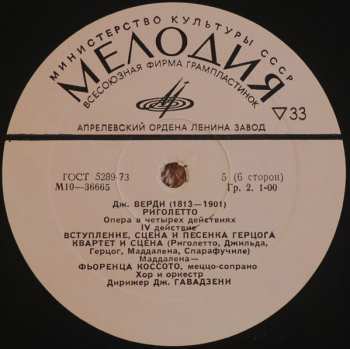 МИНИСТЕРСТВО КУЛЬТУРЫ СССР
МЕЛОДИЯ
ВСЕСОЮЗНАЯ ФИРМА ГРАМПЛАСТИНОК
▽33
АПРЕЛЕВСКИЙ ОРДЕНА ЛЕНИНА ЗАВОД
ГОСТ 5289-73
5 (6 сторон)
М10—36665
Гр. 2. 1-00
Дж. ВЕРДИ (1813—1901)
РИГОЛЕТТО
Опера в четырех действиях
IV действие
ВСТУПЛЕНИЕ, СЦЕНА И ПЕСЕНКА ГЕРЦОГА
КВАРТЕТ И СЦЕНА (Риголетто, Джильда,
Герцог, Маддалена, Спарафучиле)
Маддалена—
ФЬОРЕНЦА КОССОТО, меццо-сопрано
Хор и оркестр
Дирижер Дж. ГАВАДЗЕНИ